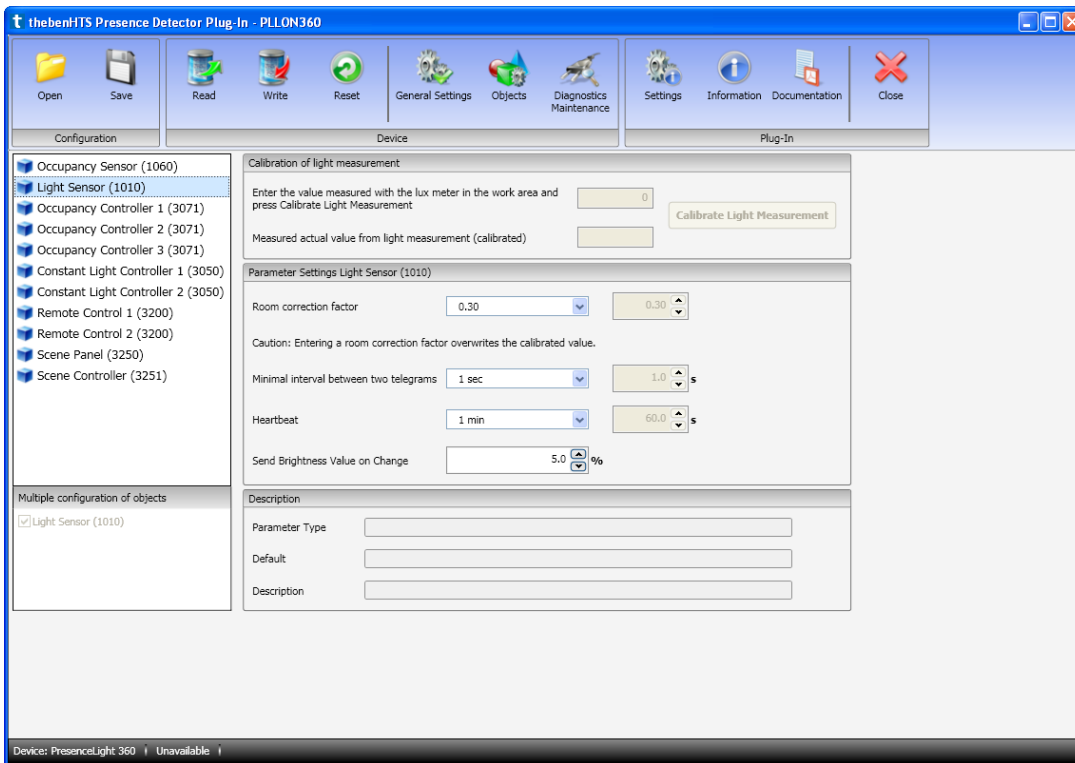 thebenHTS Presence Detector Plug-In - PLLON360
Open
Save
Read
Write
Reset
General Settings
Objects
Diagnostics
Maintenance
Settings
Information
Documentation
Close
Configuration
Device
Plug-In
Occupancy Sensor (1060)
Light Sensor (1010)
Occupancy Controller 1 (3071)
Occupancy Controller 2 (3071)
Occupancy Controller 3 (3071)
Constant Light Controller 1 (3050)
Constant Light Controller 2 (3050)
Remote Control 1 (3200)
Remote Control 2 (3200)
Scene Panel (3250)
Scene Controller (3251)
Multiple configuration of objects
Light Sensor (1010)
Calibration of light measurement
Enter the value measured with the lux meter in the work area and
press Calibrate Light Measurement
0
Calibrate Light Measurement
Measured actual value from light measurement (calibrated)
Parameter Settings Light Sensor (1010)
Room correction factor 0.30 0.30
Caution: Entering a room correction factor overwrites the calibrated value.
Minimal interval between two telegrams 1 sec 1.0 s
Heartbeat 1 min 60.0 s
Send Brightness Value on Change 5.0 %
Description
Parameter Type
Default
Description
Device: PresenceLight 360 Unavailable